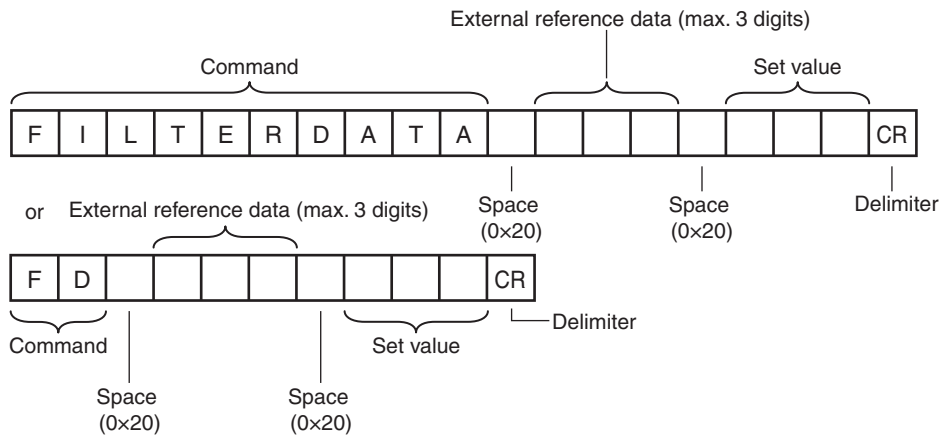 External reference data (max. 3 digits)
Command
Set value
F I L T E R D A T A CR
Space
(0×20)
Space
(0×20)
Delimiter
or External reference data (max. 3 digits)
F D CR
Delimiter
Command
Set value
Space
(0×20)
Space
(0×20)